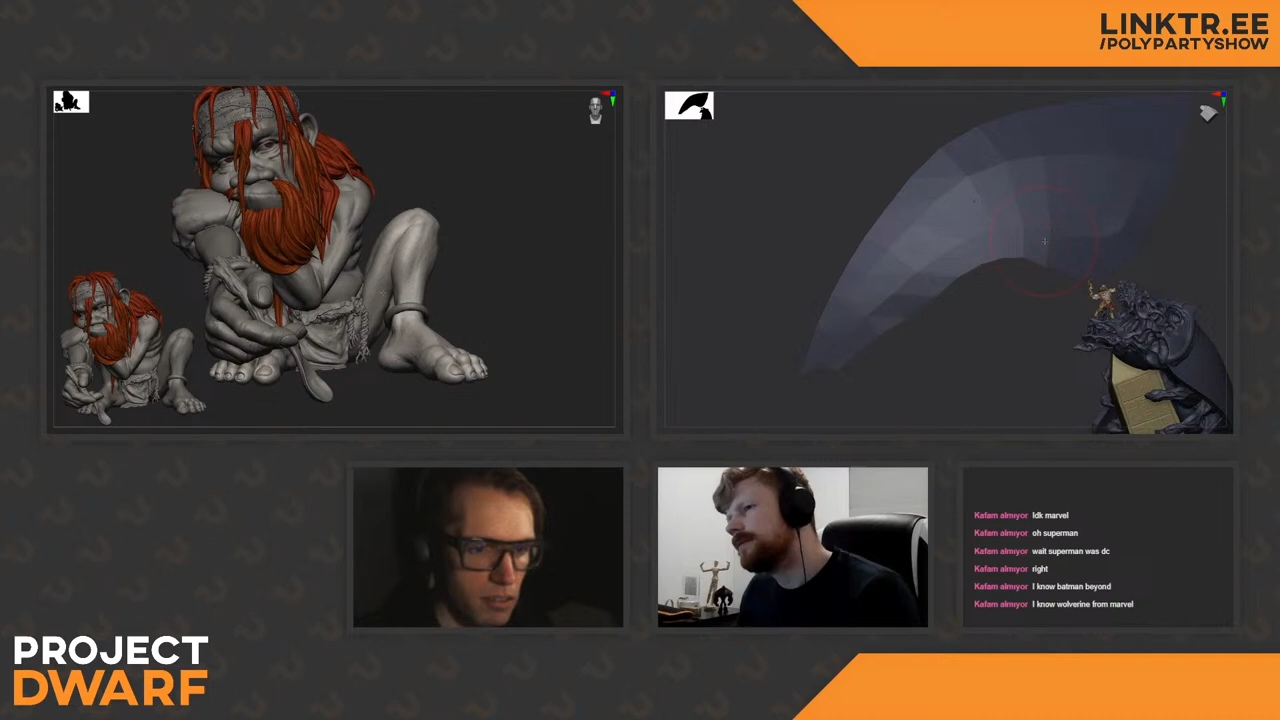 LINKTR.EE
/POLYPARTYSHOW
Kafam almıyor Idk marvel
Kafam almıyor oh superman
Kafam almıyor wait superman was dc
Kafam almıyor right
Kafam almıyor I know batman beyond
Kafam almıyor I know wolverine from marvel
PROJECT
DWARF